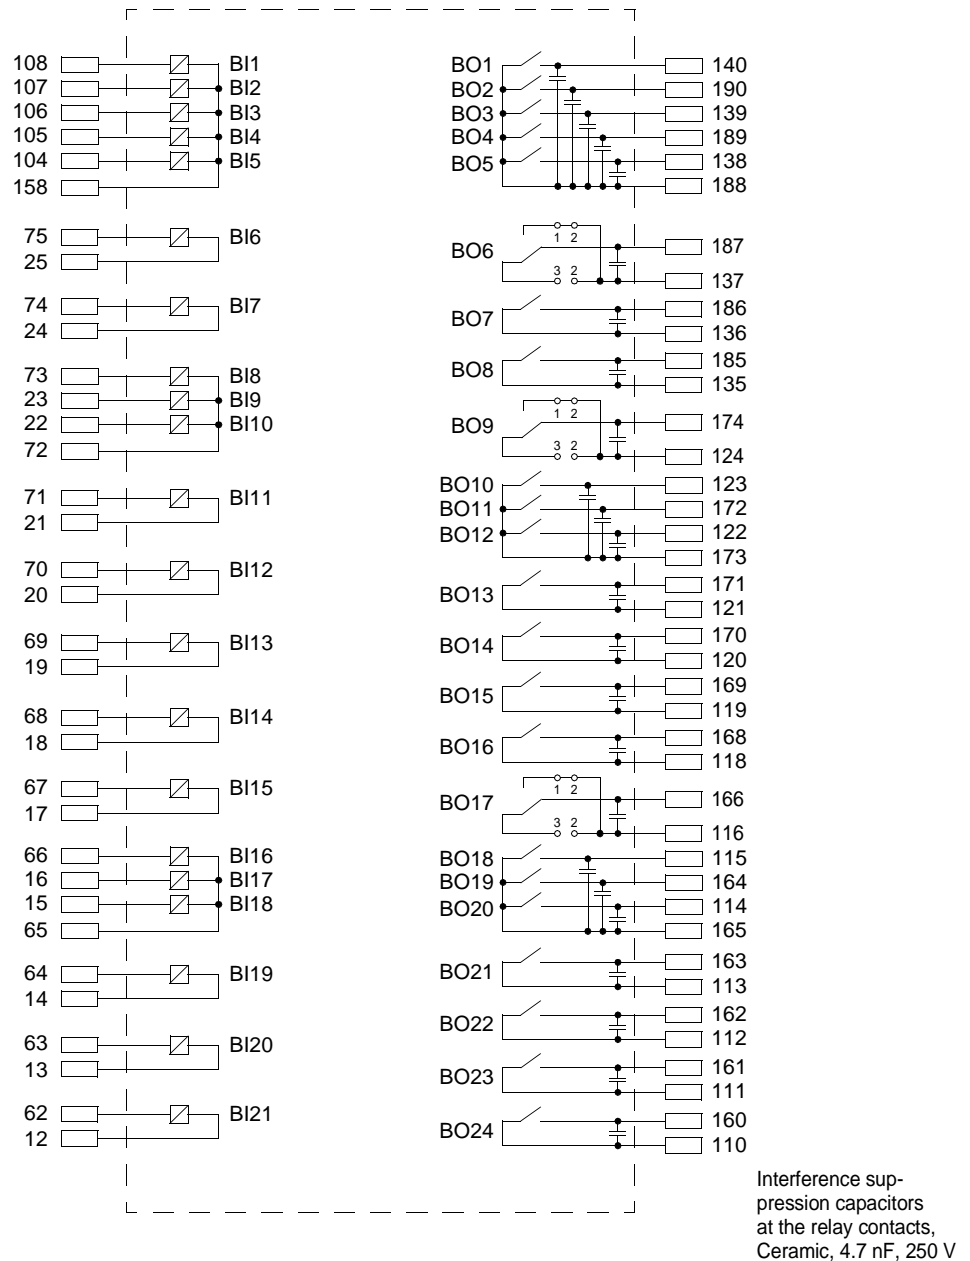 108 BI1 BO1 140
107 BI2 BO2 190
106 BI3 BO3 139
105 BI4 BO4 189
104 BI5 BO5 138
158 188
75 BI6 BO6 1 2 187
25 3 2 137
74 BI7 BO7 186
24 136
BO8 185
135
73 BI8
23 BI9 BO9 1 2 174
22 BI10
72 3 2 124
71 BI11 BO10 123
21 BO11 172
BO12 122
173
70 BI12 BO13 171
20 121
69 BI13 BO14 170
19 120
BO15 169
119
68 BI14 BO16 168
18 118
67 BI15 BO17 1 2 166
17 3 2 116
66 BI16 BO18 115
16 BI17 BO19 164
15 BI18 BO20 114
65 165
64 BI19 BO21 163
14 113
BO22 162
112
63 BI20 BO23 161
13 111
62 BI21 BO24 160
12 110
Interference sup-
pression capacitors
at the relay contacts,
Ceramic, 4.7 nF, 250 V